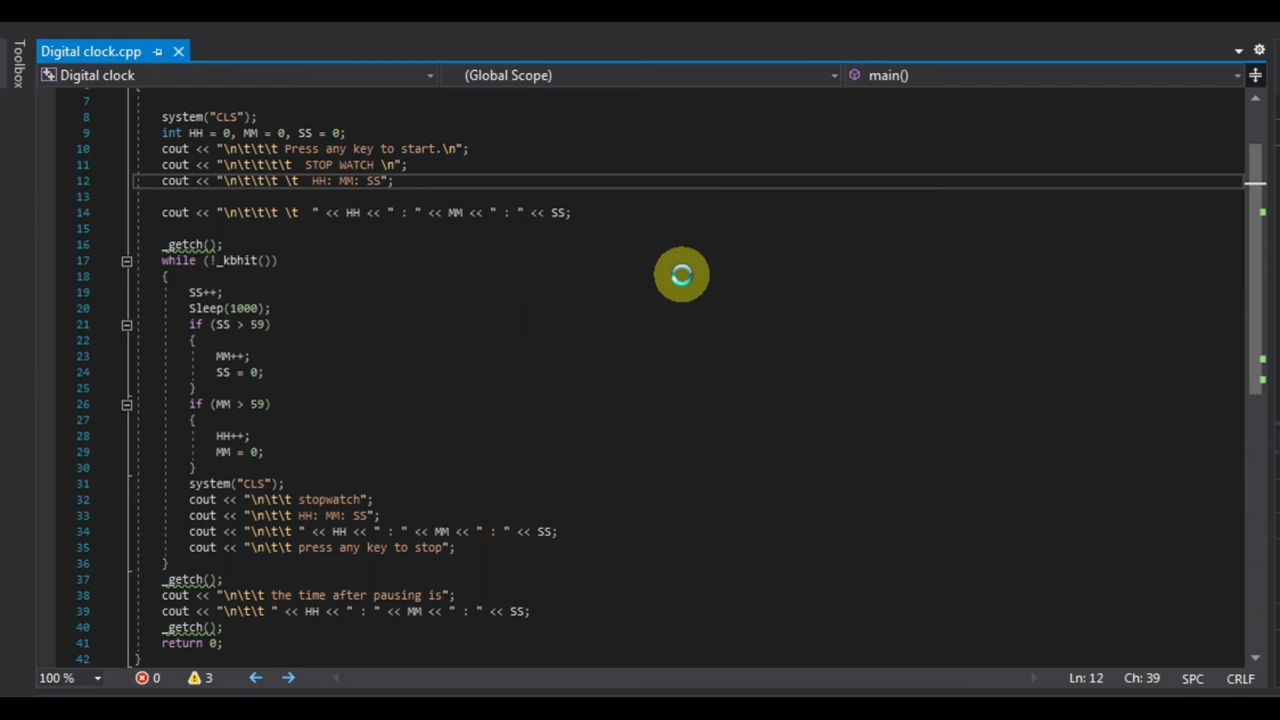 Toolbox
Digital clock.cpp
Digital clock (Global Scope) main()
7
8 system("CLS");
9 int HH = 0, MM = 0, SS = 0;
10 cout << "\n\t\t\t Press any key to start.\n";
11 cout << "\n\t\t\t\t  STOP WATCH \n";
12 cout << "\n\t\t\t \t  HH: MM: SS";
13
14 cout << "\n\t\t\t \t  " << HH << " : " << MM << " : " << SS;
15
16 _getch();
17 while (!_kbhit())
18 {
19 SS++;
20 Sleep(1000);
21 if (SS > 59)
22 {
23 MM++;
24 SS = 0;
25 }
26 if (MM > 59)
27 {
28 HH++;
29 MM = 0;
30 }
31 system("CLS");
32 cout << "\n\t\t stopwatch";
33 cout << "\n\t\t HH: MM: SS";
34 cout << "\n\t\t " << HH << " : " << MM << " : " << SS;
35 cout << "\n\t\t press any key to stop";
36 }
37 _getch();
38 cout << "\n\t\t the time after pausing is";
39 cout << "\n\t\t " << HH << " : " << MM << " : " << SS;
40 _getch();
41 return 0;
42 }
100 % 0 3 Ln: 12 Ch: 39 SPC CRLF